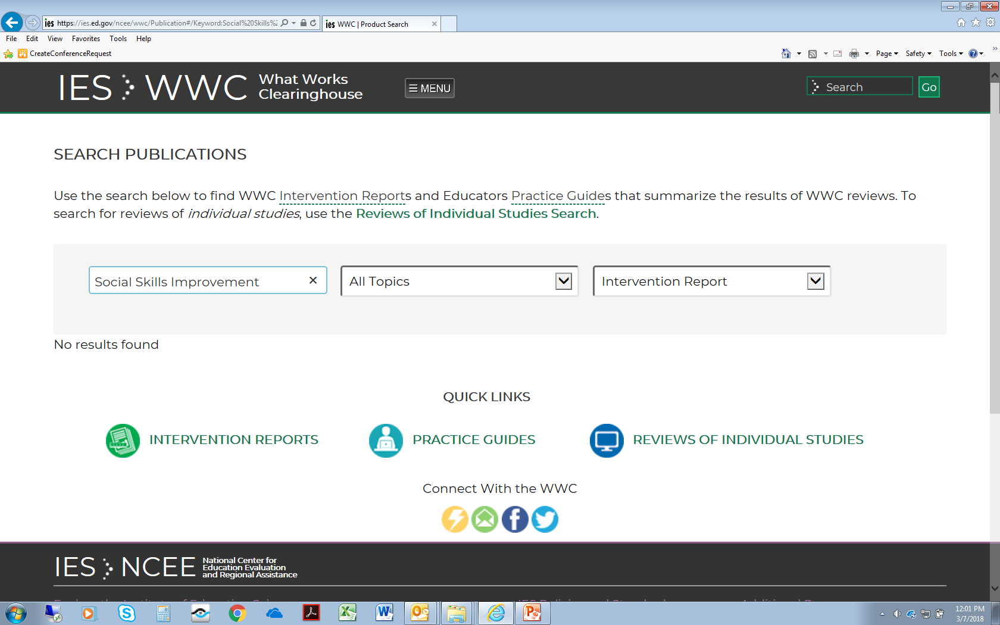 https://ies.ed.gov/ncee/wwc/Publication#/Keyword:Social%20Skills%2
ies WWC | Product Search
File Edit View Favorites Tools Help
CreateConferenceRequest
Page Safety Tools
IES WWC What Works Clearinghouse
☰ MENU
Search
Go
SEARCH PUBLICATIONS
Use the search below to find WWC Intervention Reports and Educators Practice Guides that summarize the results of WWC reviews. To
search for reviews of individual studies, use the Reviews of Individual Studies Search.
Social Skills Improvement
All Topics
Intervention Report
No results found
QUICK LINKS
INTERVENTION REPORTS
PRACTICE GUIDES
REVIEWS OF INDIVIDUAL STUDIES
Connect With the WWC
IES NCEE
National Center for
Education Evaluation
and Regional Assistance
12:01 PM
3/7/2018